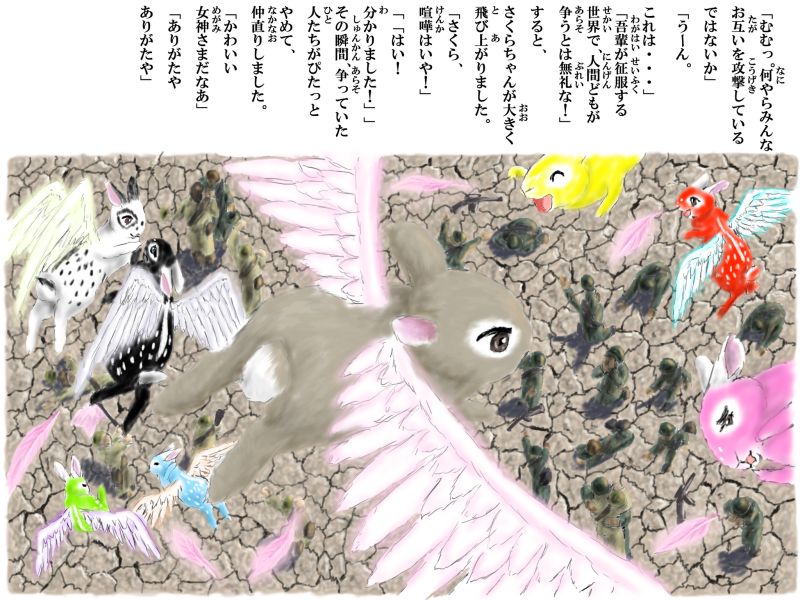 「むむっ。何やらみんな
お互いを攻撃している
ではないか」
「うーん。
これは・・・」
「吾輩が征服する
世界で、人間どもが
争うとは無礼な！」
すると、
さくらちゃんが大きく
飛び上がりました。
「さくら、
喧嘩はいや！」
「「はい！
分かりました！」」
その瞬間、争っていた
人たちがぴたっと
やめて、
仲直りしました。
「かわいい
女神さまだなあ」
「ありがたや
ありがたや」